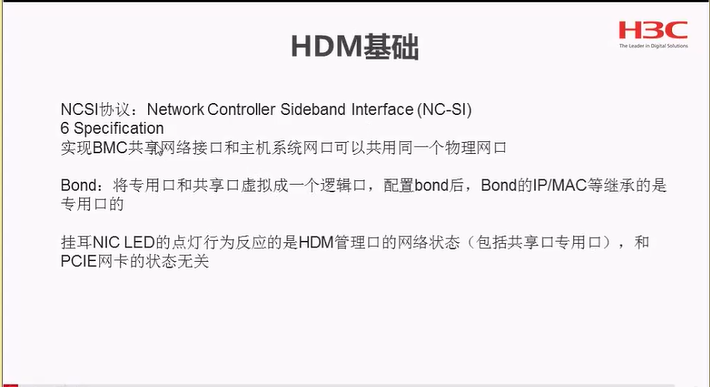 HDM基础
H3C
The Leader in Digital Solutions
NCSI协议：Network Controller Sideband Interface (NC-SI)
6 Specification
实现BMC共享网络接口和主机系统网口可以共用同一个物理网口
Bond：将专用口和共享口虚拟成一个逻辑口，配置bond后，Bond的IP/MAC等继承的是
专用口的
挂耳NIC LED的点灯行为反应的是HDM管理口的网络状态（包括共享口专用口），和
PCIE网卡的状态无关